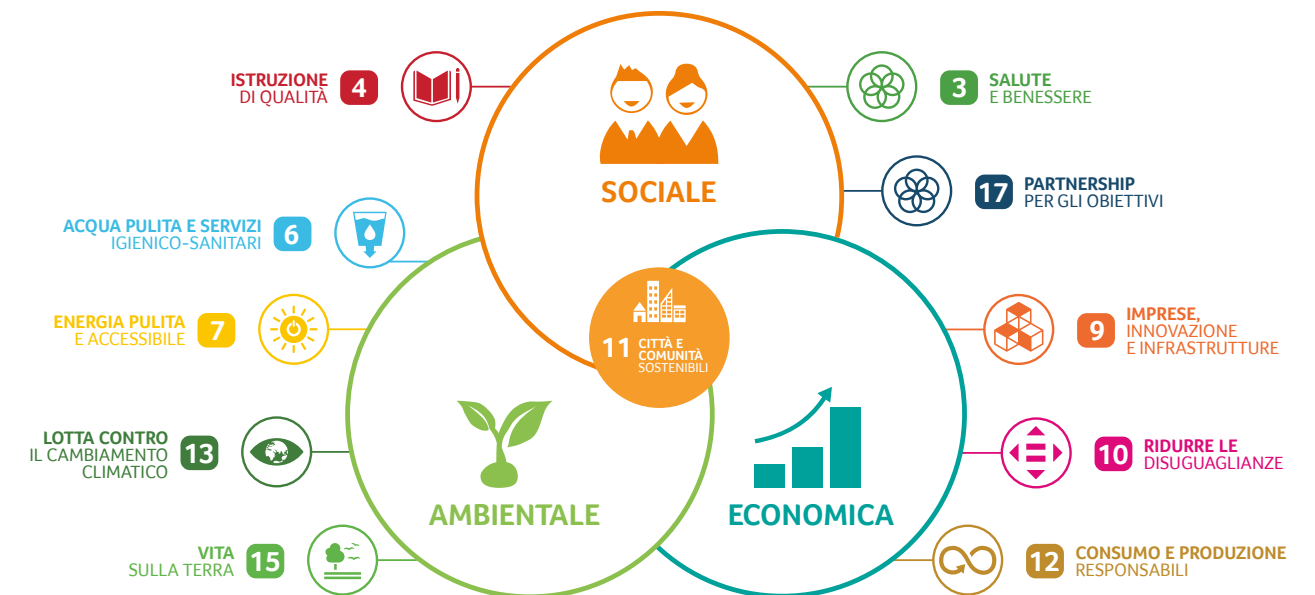 ISTRUZIONE
DI QUALITÀ
4
3
SALUTE
E BENESSERE
SOCIALE
17
PARTNERSHIP
PER GLI OBIETTIVI
ACQUA PULITA E SERVIZI
IGIENICO-SANITARI
6
ENERGIA PULITA
E ACCESSIBILE
7
11
CITTÀ E
COMUNITÀ
SOSTENIBILI
9
IMPRESE,
INNOVAZIONE
E INFRASTRUTTURE
LOTTA CONTRO
IL CAMBIAMENTO
CLIMATICO
13
10
RIDURRE LE
DISUGUAGLIANZE
AMBIENTALE
ECONOMICA
VITA
SULLA TERRA
15
12
CONSUMO E PRODUZIONE
RESPONSABILI